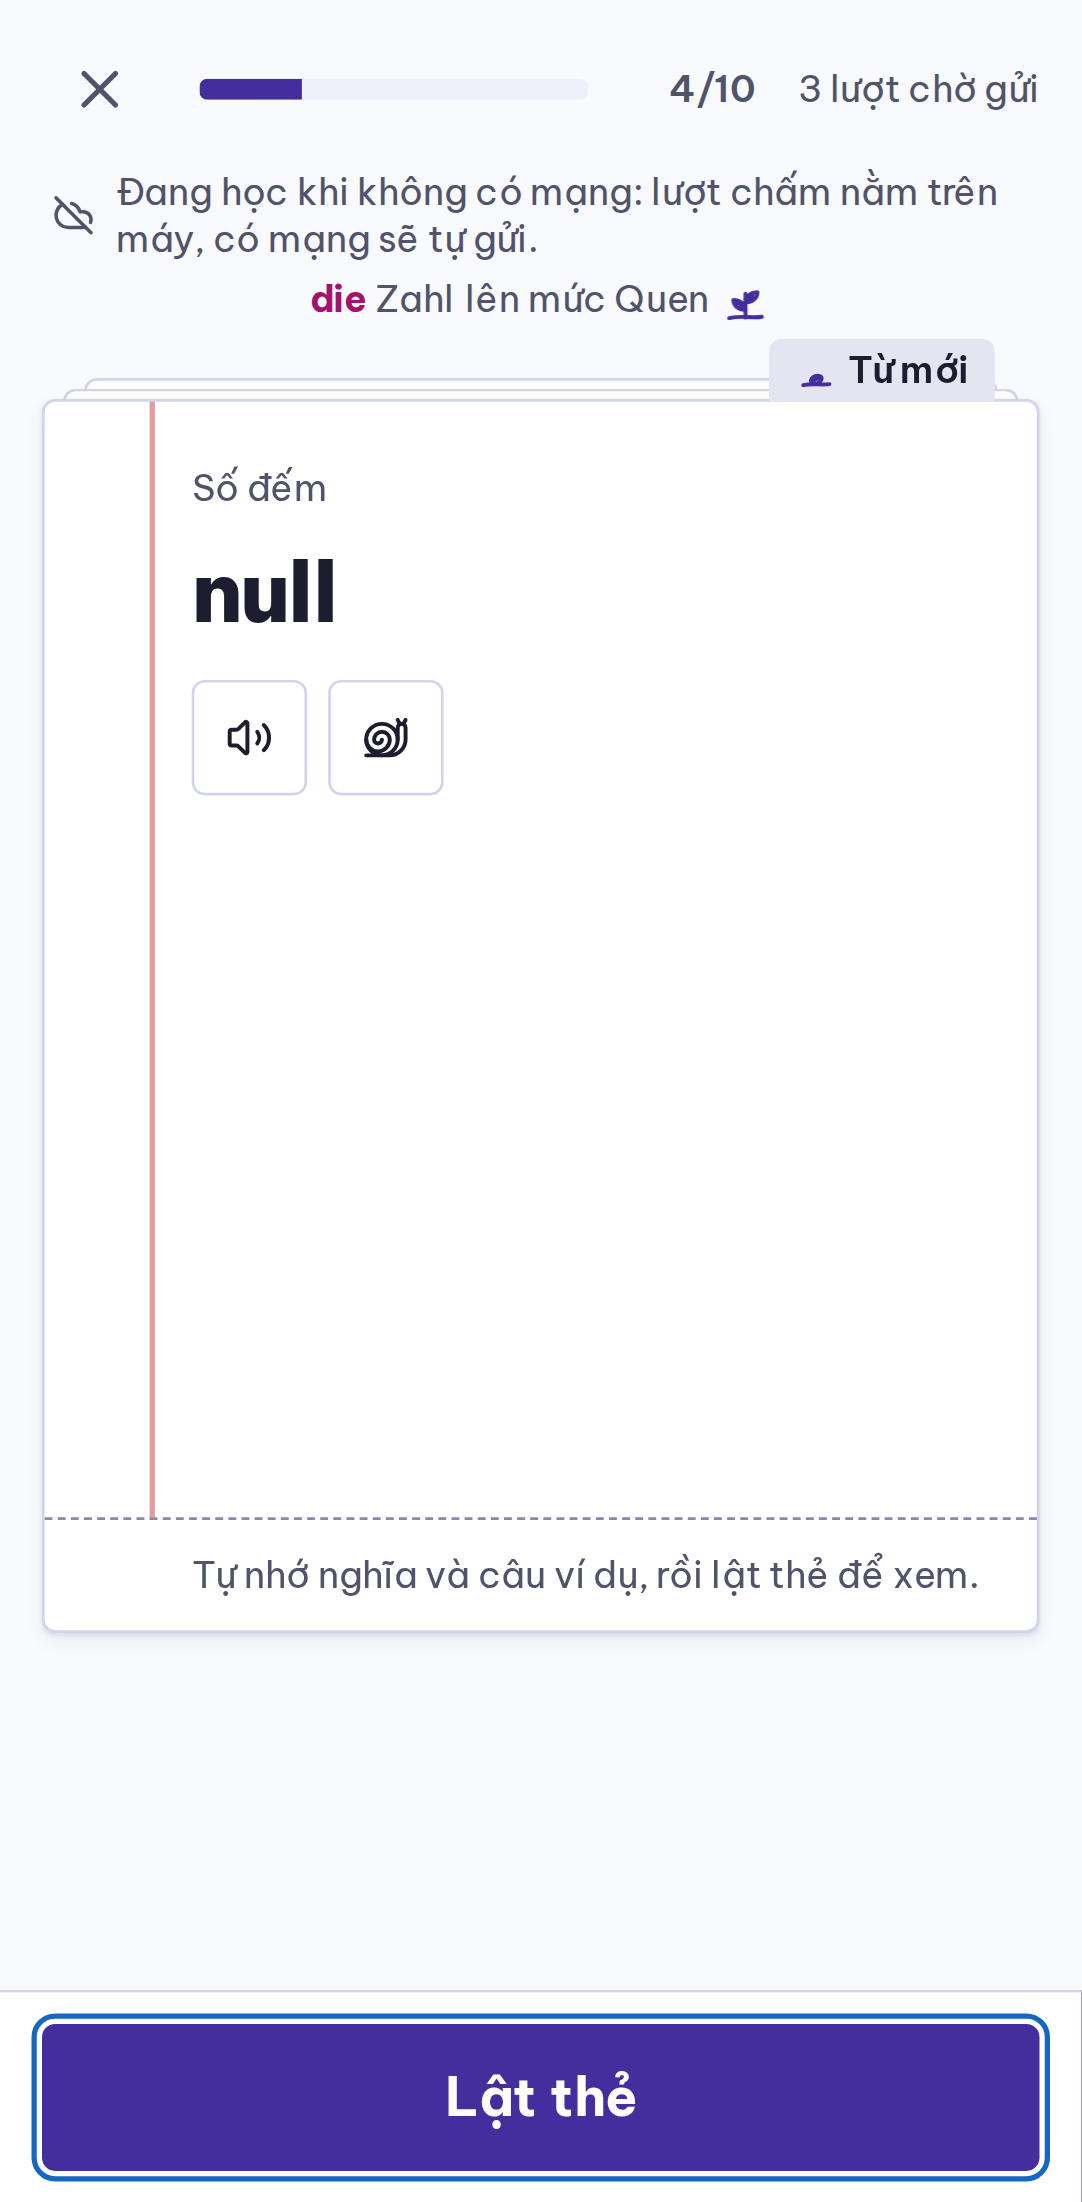 4/10 3 lượt chờ gửi
Đang học khi không có mạng: lượt chấm nằm trên
máy, có mạng sẽ tự gửi.
die Zahl lên mức Quen
Từ mới
Số đếm
null
Tự nhớ nghĩa và câu ví dụ, rồi lật thẻ để xem.
Lật thẻ